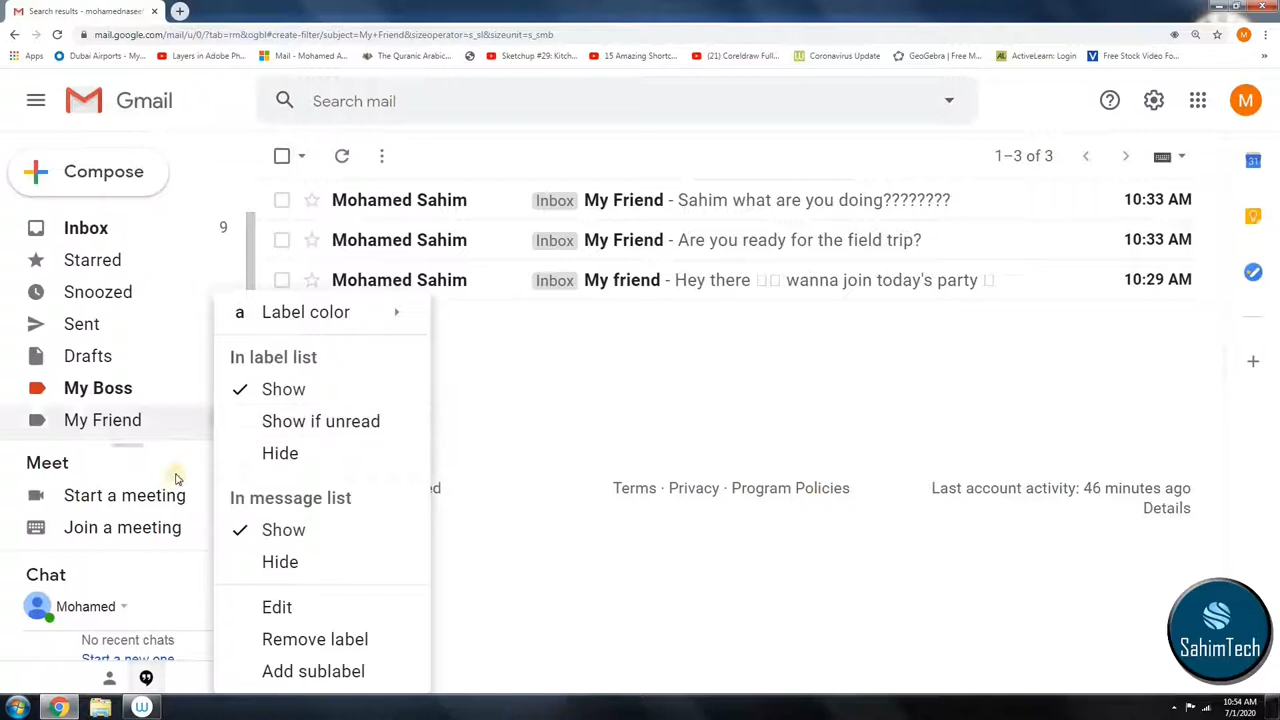 Search results - mohamednaseer
mail.google.com/mail/u/0/?tab=rm&ogbl#create-filter/subject=My+Friend&sizeoperator=s_sl&sizeunit=s_smb
M
Apps
Dubai Airports - My...
Layers in Adobe Ph...
Mail - Mohamed A...
The Quranic Arabic...
Sketchup #29: Kitch...
15 Amazing Shortc...
(21) Coreldraw Full...
Coronavirus Update
GeoGebra | Free M...
ActiveLearn: Login
Free Stock Video Fo...
»
Gmail
Search mail
M
Compose
1–3 of 3
31
Inbox 9
Starred
Snoozed
Sent
Drafts
My Boss
My Friend
Mohamed Sahim Inbox My Friend - Sahim what are you doing???????? 10:33 AM
Mohamed Sahim Inbox My Friend - Are you ready for the field trip? 10:33 AM
Mohamed Sahim Inbox My friend - Hey there wanna join today's party 10:29 AM
a Label color
In label list
Show
Show if unread
Hide
In message list
Show
Hide
Edit
Remove label
Add sublabel
Meet
Start a meeting
Join a meeting
Chat
Mohamed
No recent chats
Start a new one
ed
Terms · Privacy · Program Policies
Last account activity: 46 minutes ago
Details
SahimTech
10:54 AM
7/1/2020